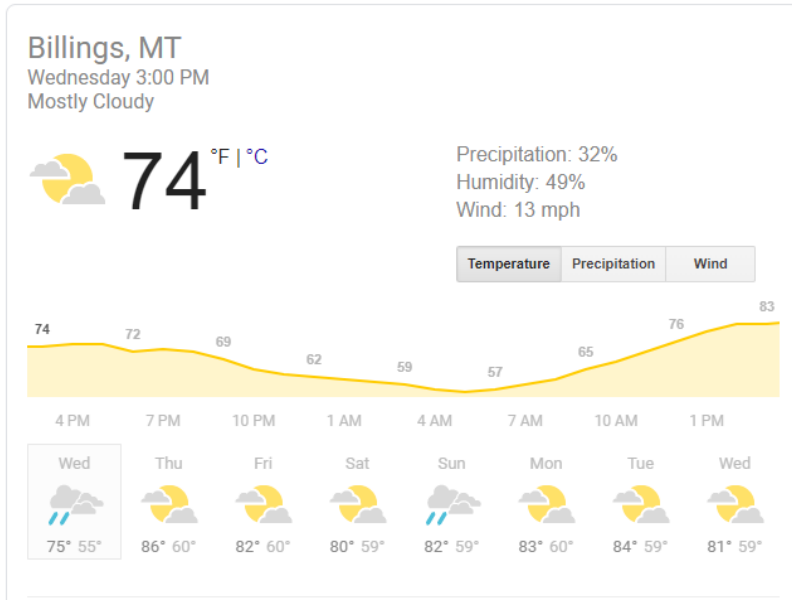 Billings, MT
Wednesday 3:00 PM
Mostly Cloudy
74 °F | °C
Precipitation: 32%
Humidity: 49%
Wind: 13 mph
Temperature Precipitation Wind
74 72 69 62 59 57 65 76 83
4 PM 7 PM 10 PM 1 AM 4 AM 7 AM 10 AM 1 PM
Wed Thu Fri Sat Sun Mon Tue Wed
75° 55° 86° 60° 82° 60° 80° 59° 82° 59° 83° 60° 84° 59° 81° 59°